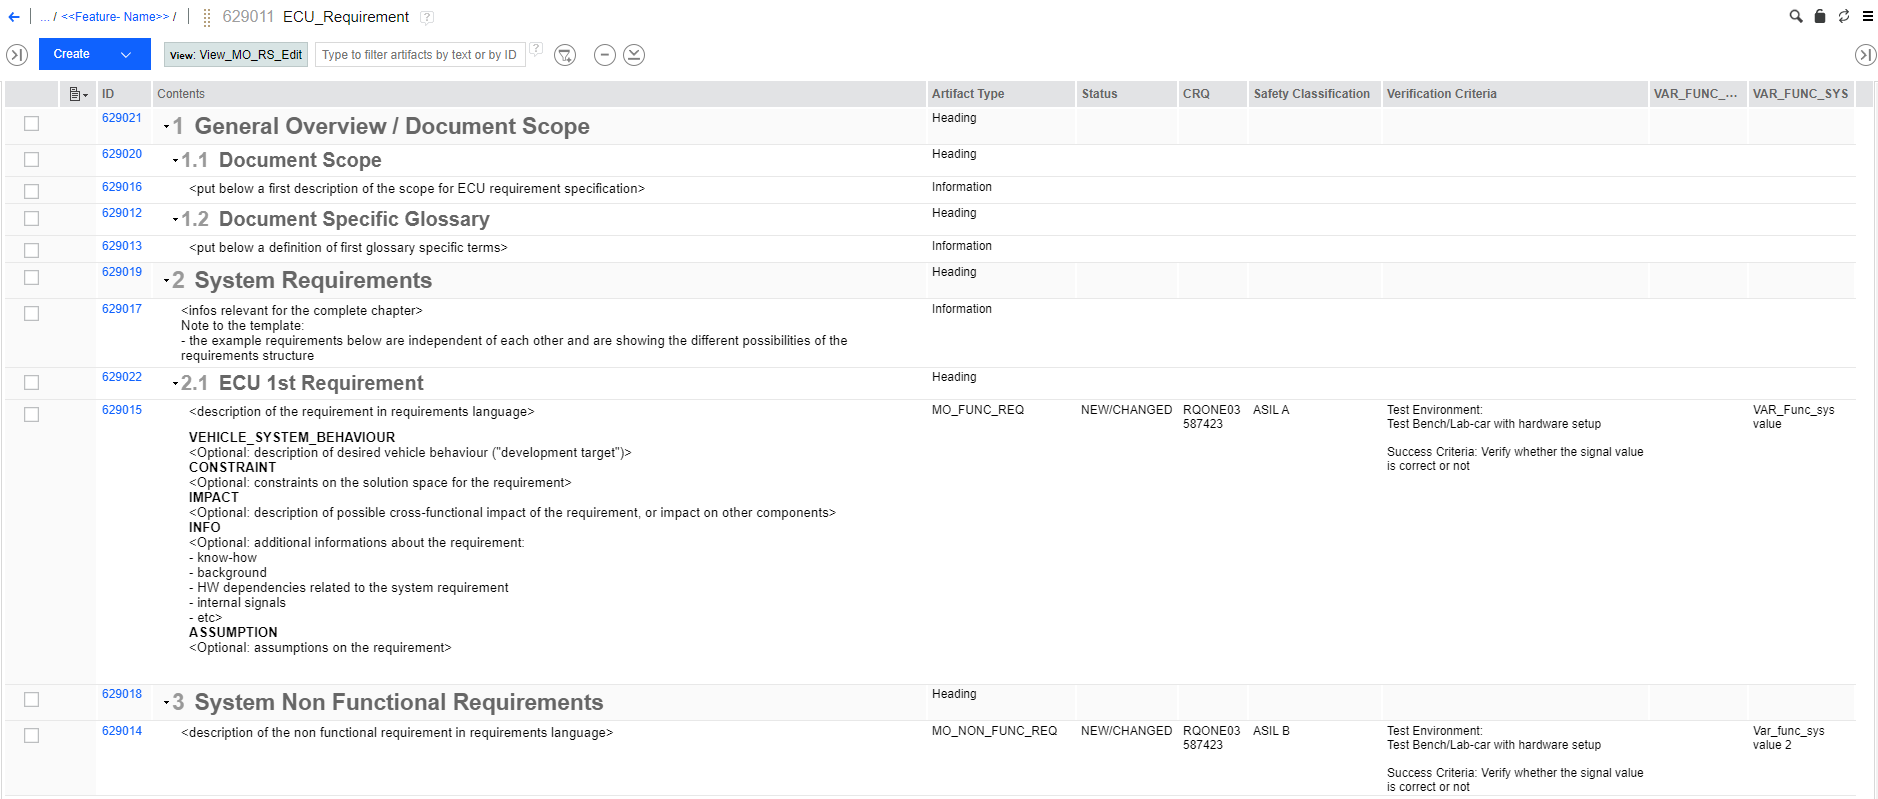 ... / <<Feature- Name>> / 629011 ECU_Requirement ?
Create View: View_MO_RS_Edit Type to filter artifacts by text or by ID ?
ID Contents Artifact Type Status CRQ Safety Classification Verification Criteria VAR_FUNC_... VAR_FUNC_SYS
629021 1 General Overview / Document Scope Heading
629020 1.1 Document Scope Heading
629016 <put below a first description of the scope for ECU requirement specification> Information
629012 1.2 Document Specific Glossary Heading
629013 <put below a definition of first glossary specific terms> Information
629019 2 System Requirements Heading
629017 <infos relevant for the complete chapter> Information
Note to the template:
- the example requirements below are independent of each other and are showing the different possibilities of the
requirements structure
629022 2.1 ECU 1st Requirement Heading
629015 <description of the requirement in requirements language> MO_FUNC_REQ NEW/CHANGED RQONE03 ASIL A Test Environment: VAR_Func_sys
587423 Test Bench/Lab-car with hardware setup value
VEHICLE_SYSTEM_BEHAVIOUR
<Optional: description of desired vehicle behaviour ("development target")> Success Criteria: Verify whether the signal value
CONSTRAINT is correct or not
<Optional: constraints on the solution space for the requirement>
IMPACT
<Optional: description of possible cross-functional impact of the requirement, or impact on other components>
INFO
<Optional: additional informations about the requirement:
- know-how
- background
- HW dependencies related to the system requirement
- internal signals
- etc>
ASSUMPTION
<Optional: assumptions on the requirement>
629018 3 System Non Functional Requirements Heading
629014 <description of the non functional requirement in requirements language> MO_NON_FUNC_REQ NEW/CHANGED RQONE03 ASIL B Test Environment: Var_func_sys
587423 Test Bench/Lab-car with hardware setup value 2
Success Criteria: Verify whether the signal value
is correct or not